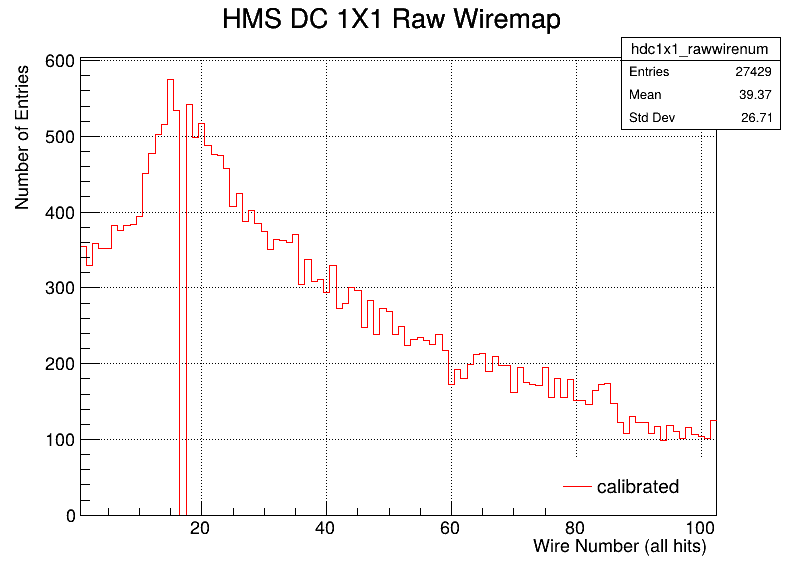 HMS DC 1X1 Raw Wiremap
hdc1x1_rawwirenum
Entries 27429
Mean 39.37
Std Dev 26.71
Number of Entries
600
500
400
300
200
100
0
calibrated
20 40 60 80 100
Wire Number (all hits)